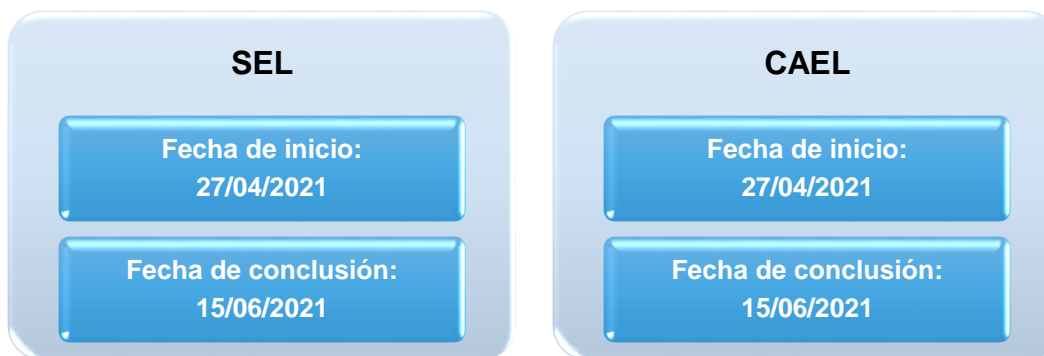 SEL
Fecha de inicio:
27/04/2021
Fecha de conclusión:
15/06/2021
CAEL
Fecha de inicio:
27/04/2021
Fecha de conclusión:
15/06/2021